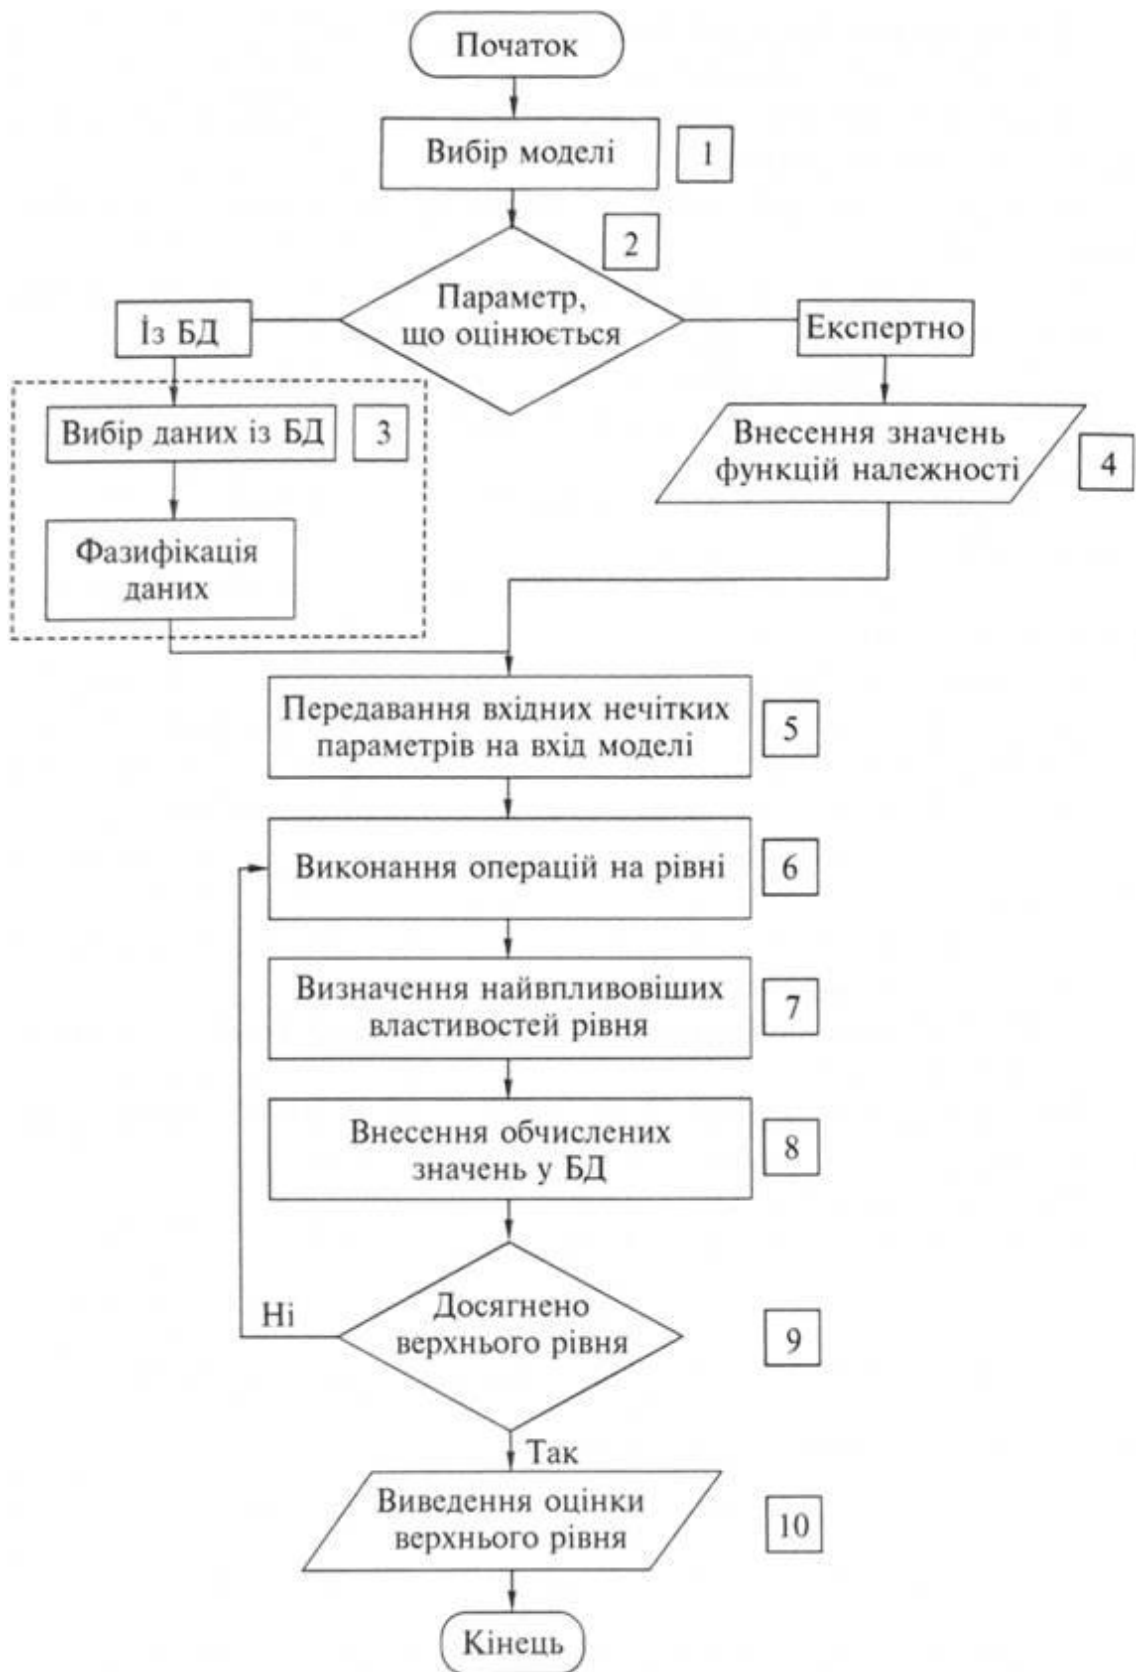 Початок
Вибір моделі
1
2
Параметр,
що оцінюється
Із БД
Експертно
Вибір даних із БД
3
Внесення значень
функцій належності
4
Фазифікація
даних
Передавання вхідних нечітких
параметрів на вхід моделі
5
Виконання операцій на рівні
6
Визначення найвпливовіших
властивостей рівня
7
Внесення обчислених
значень у БД
8
Ні
Досягнено
верхнього рівня
9
Так
Виведення оцінки
верхнього рівня
10
Кінець